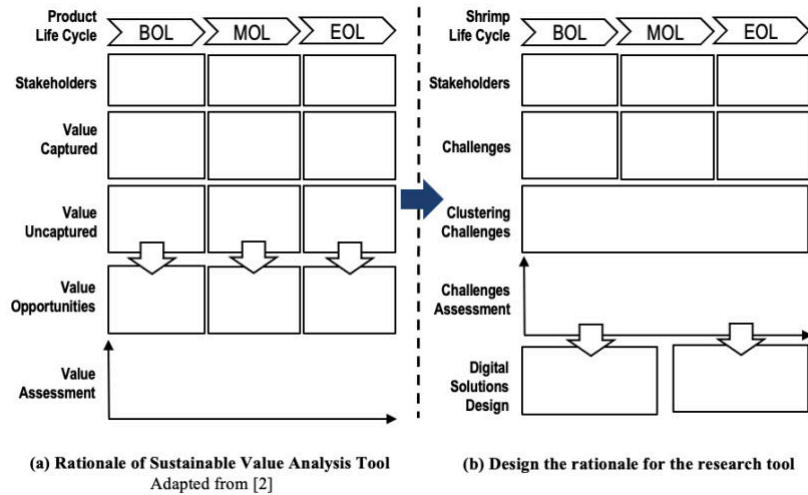 Product
Life Cycle
BOL
MOL
EOL
Stakeholders
Value
Captured
Value
Uncaptured
Value
Opportunities
Value
Assessment
(a) Rationale of Sustainable Value Analysis Tool
Adapted from [2]
Shrimp
Life Cycle
BOL
MOL
EOL
Stakeholders
Challenges
Clustering
Challenges
Challenges
Assessment
Digital
Solutions
Design
(b) Design the rationale for the research tool